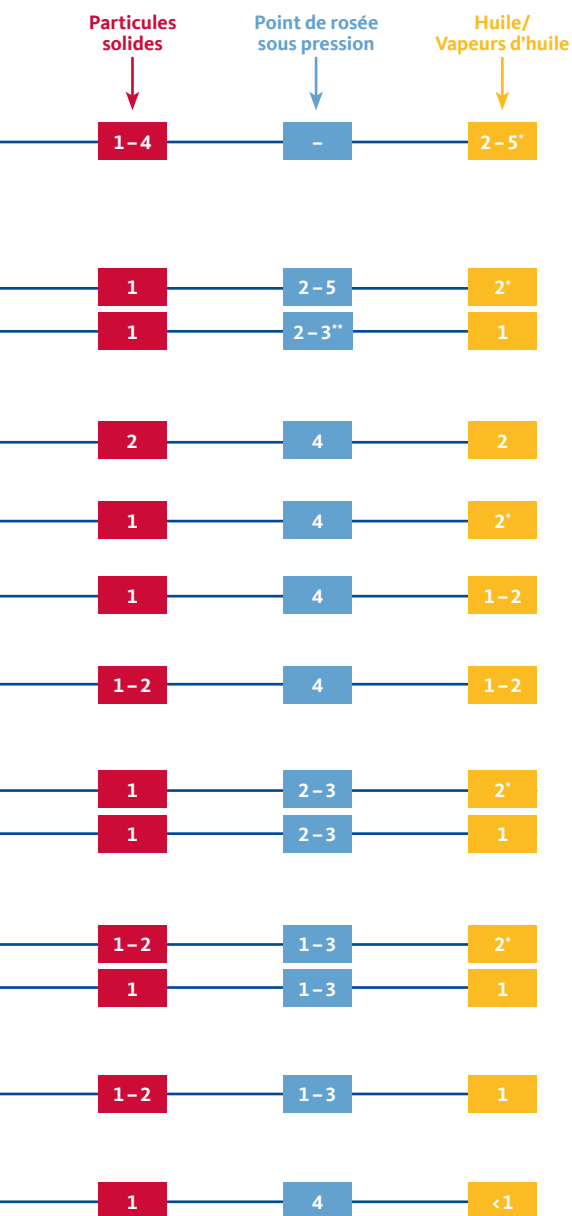 Particules Point de rosée Huile/
solides sous pression Vapeurs d'huile
1–4 – 2–5*
1 2–5 2*
1 2–3** 1
2 4 2
1 4 2*
1 4 1–2
1–2 4 1–2
1 2–3 2*
1 2–3 1
1–2 1–3 2*
1 1–3 1
1–2 1–3 1
1 4 <1